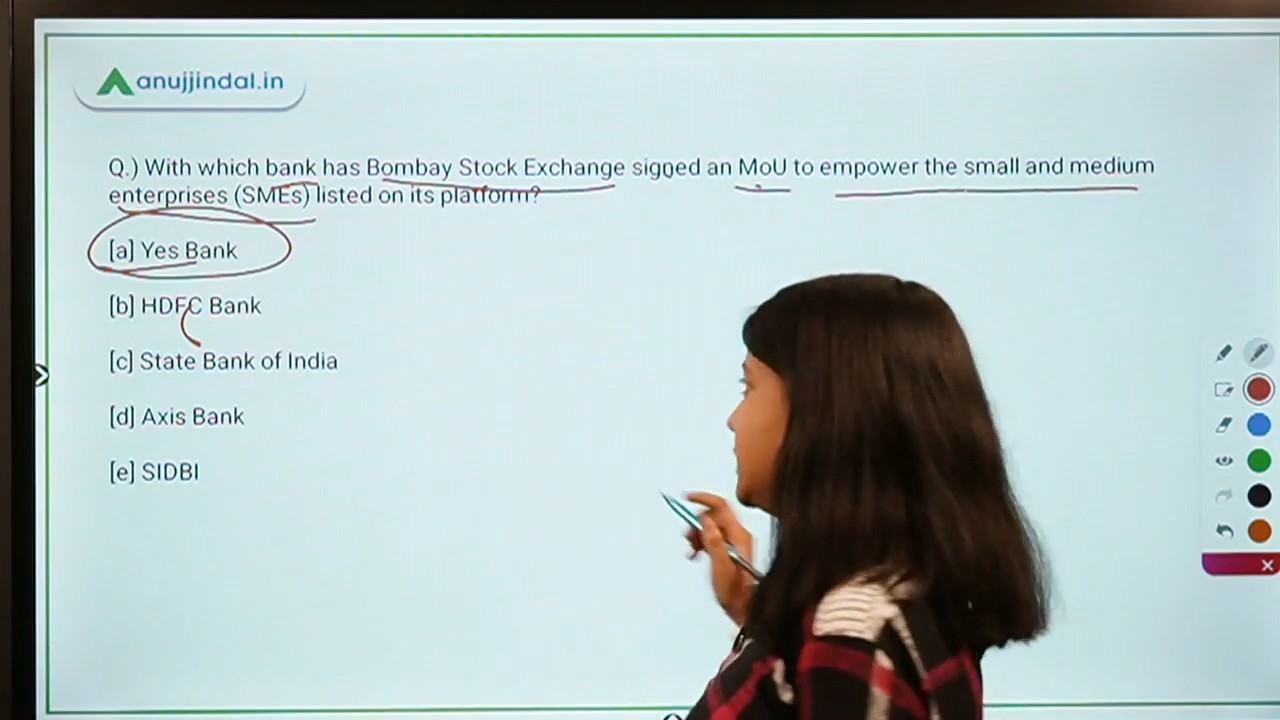 anujjindal.in
Q.) With which bank has Bombay Stock Exchange signed an MoU to empower the small and medium
enterprises (SMEs) listed on its platform?
[a] Yes Bank
[b] HDFC Bank
[c] State Bank of India
[d] Axis Bank
[e] SIDBI